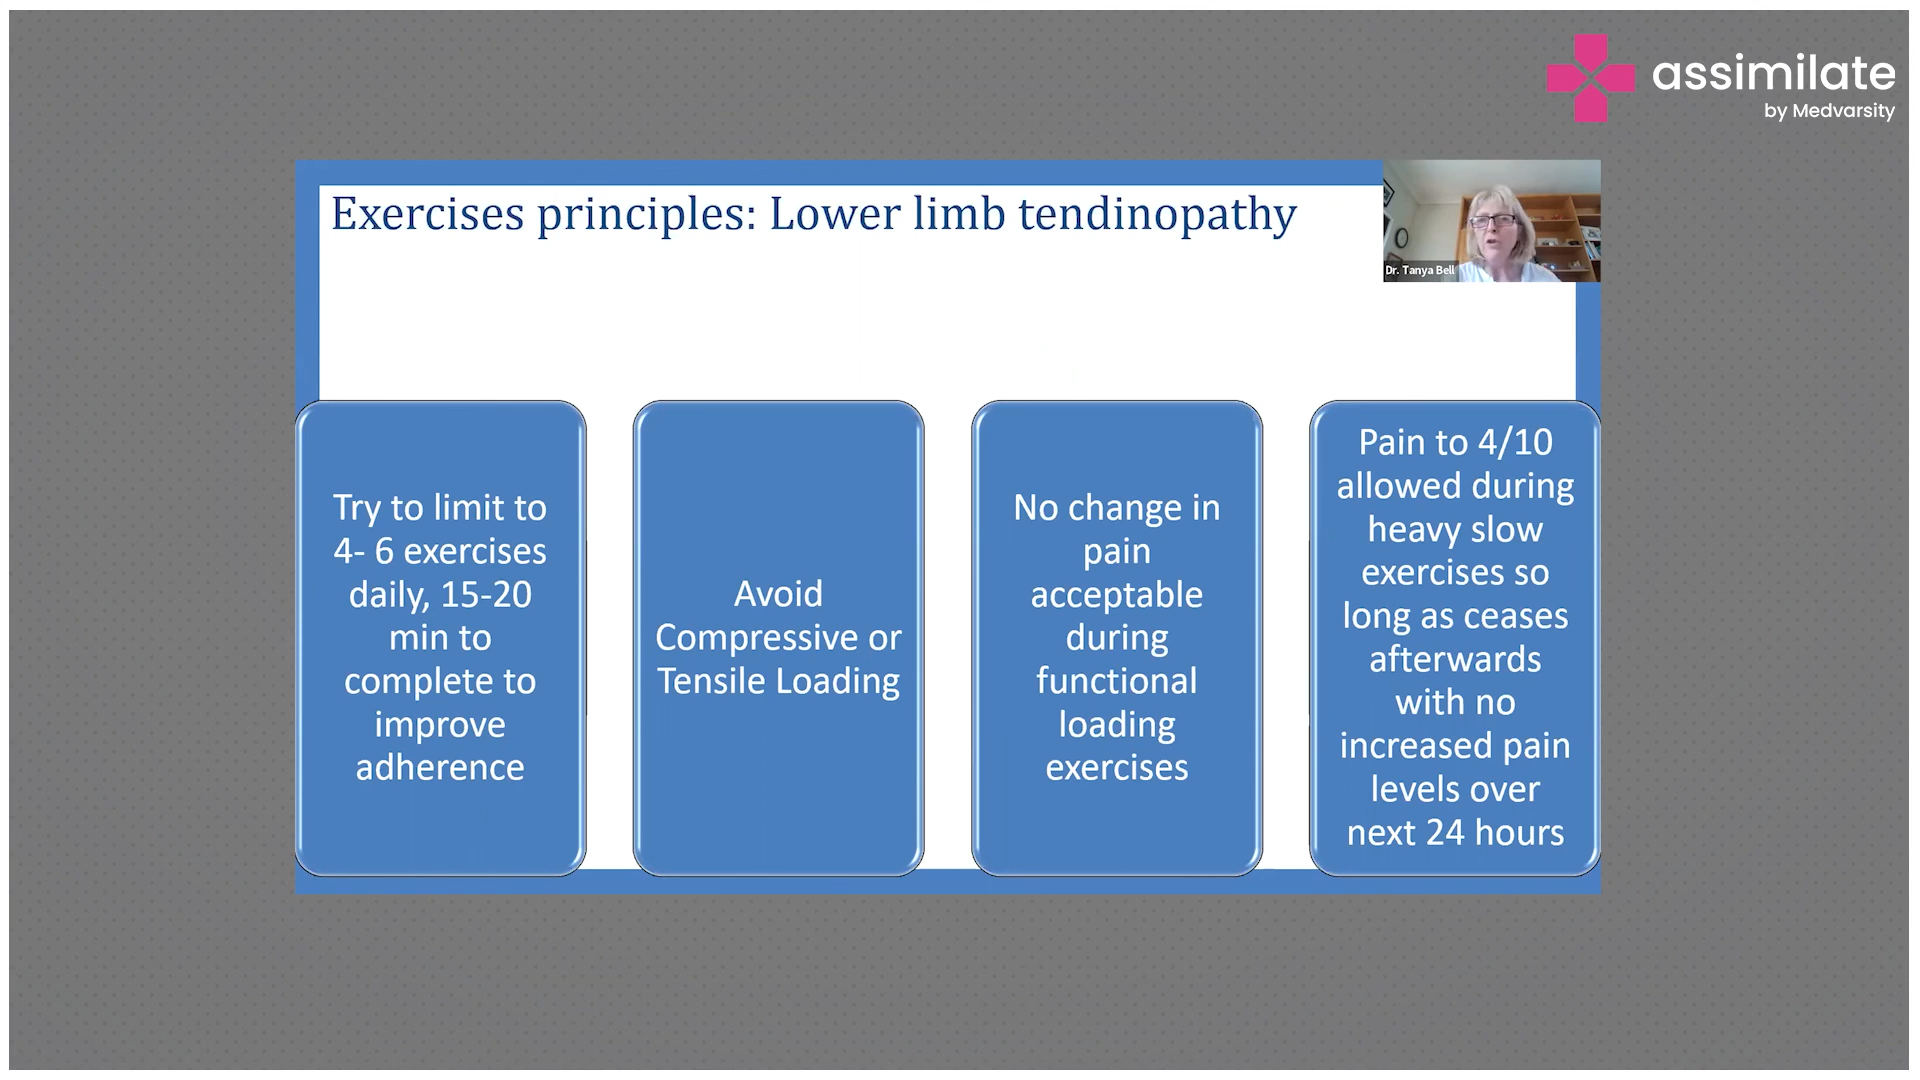 assimilate
by Medvarsity
Exercises principles: Lower limb tendinopathy
Dr. Tanya Bell
Try to limit to
4- 6 exercises
daily, 15-20
min to
complete to
improve
adherence
Avoid
Compressive or
Tensile Loading
No change in
pain
acceptable
during
functional
loading
exercises
Pain to 4/10
allowed during
heavy slow
exercises so
long as ceases
afterwards
with no
increased pain
levels over
next 24 hours